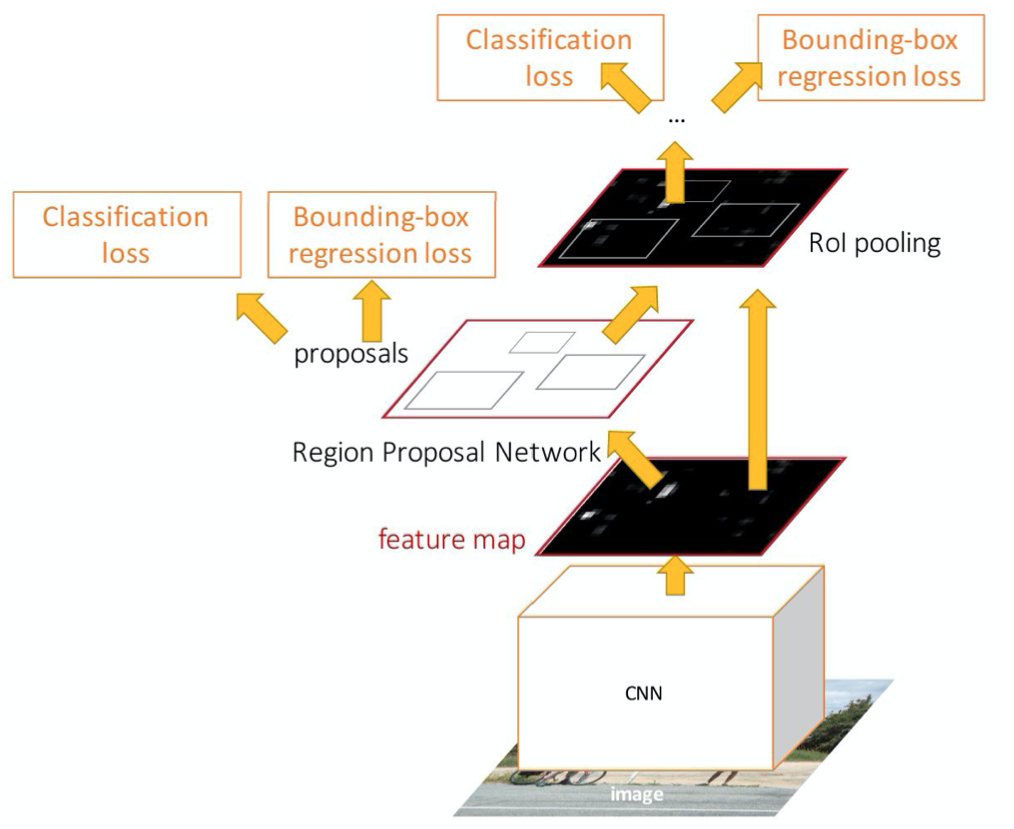 Classification
loss
Bounding-box
regression loss
...
Classification
loss
Bounding-box
regression loss
RoI pooling
proposals
Region Proposal Network
feature map
CNN
image